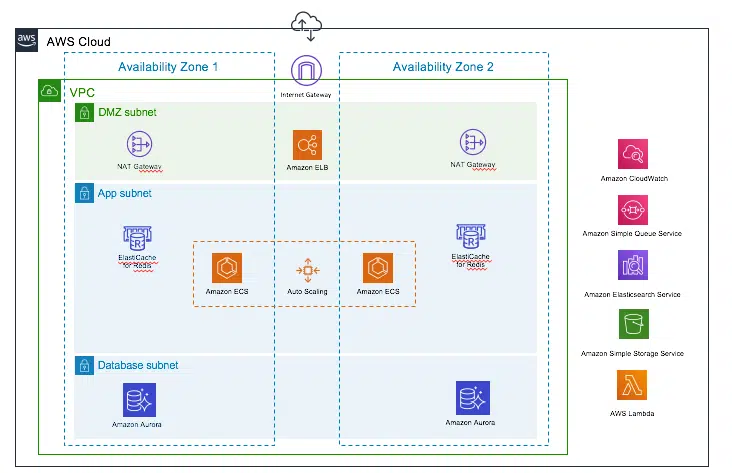 aws
AWS Cloud
Availability Zone 1
Availability Zone 2
Internet Gateway
VPC
DMZ subnet
NAT Gateway
Amazon ELB
NAT Gateway
Amazon CloudWatch
App subnet
Amazon Simple Queue Service
ElastiCache
for Redis
R
ElastiCache
for Redis
R
Amazon ECS
Auto Scaling
Amazon ECS
Amazon Elasticsearch Service
Amazon Simple Storage Service
Database subnet
Amazon Aurora
Amazon Aurora
AWS Lambda